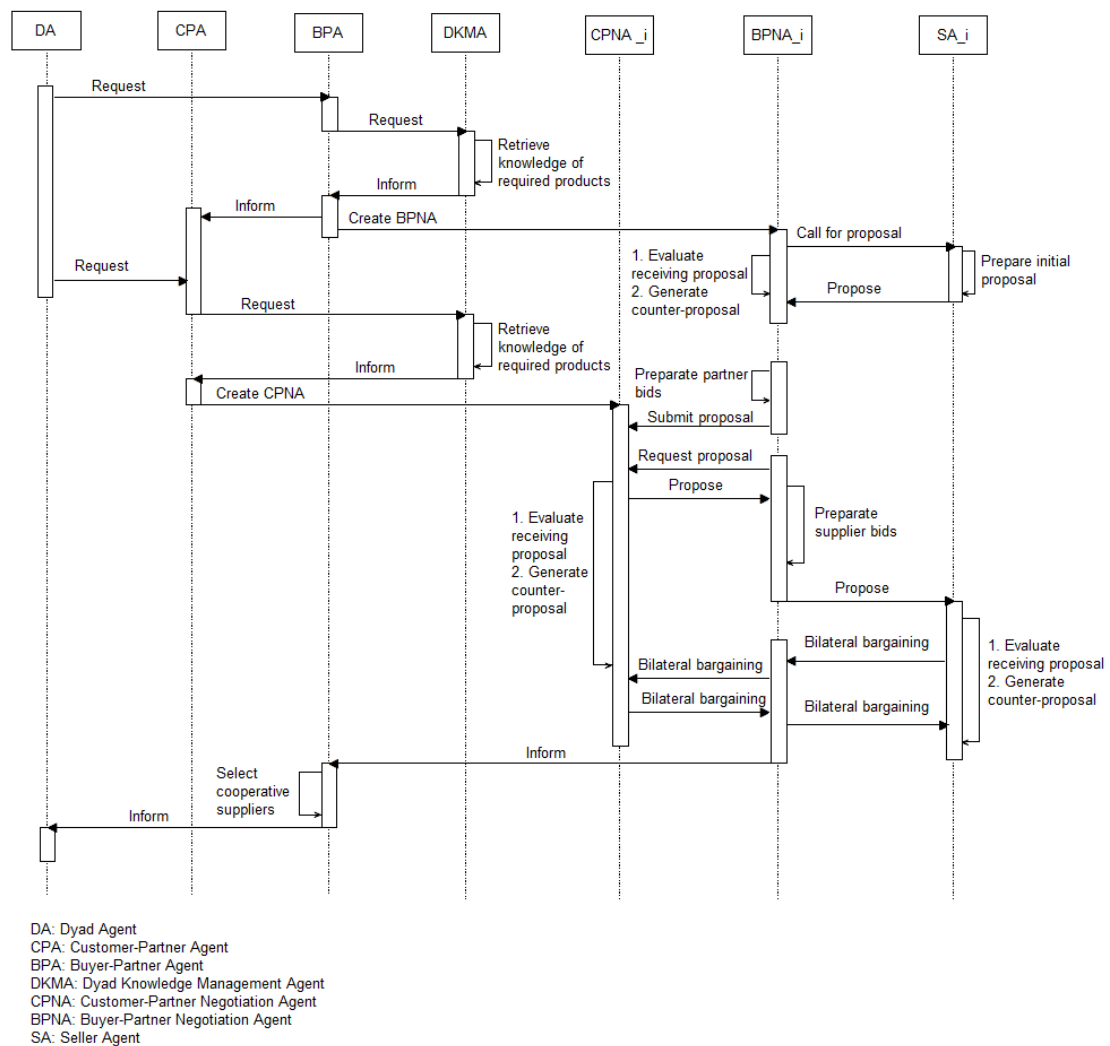 DA
CPA
BPA
DKMA
CPNA _i
BPNA_i
SA_i
Request
Request
Retrieve
knowledge of
required products
Inform
Inform
Create BPNA
Call for proposal
1. Evaluate
receiving proposal
2. Generate
counter-proposal
Prepare initial
proposal
Request
Propose
Request
Retrieve
knowledge of
required products
Inform
Preparate partner
bids
Create CPNA
Submit proposal
Request proposal
Propose
1. Evaluate
receiving
proposal
2. Generate
counter-
proposal
Preparate
supplier bids
Propose
Bilateral bargaining
1. Evaluate
receiving proposal
2. Generate
counter-proposal
Bilateral bargaining
Bilateral bargaining
Bilateral bargaining
Inform
Select
cooperative
suppliers
Inform
DA: Dyad Agent
CPA: Customer-Partner Agent
BPA: Buyer-Partner Agent
DKMA: Dyad Knowledge Management Agent
CPNA: Customer-Partner Negotiation Agent
BPNA: Buyer-Partner Negotiation Agent
SA: Seller Agent